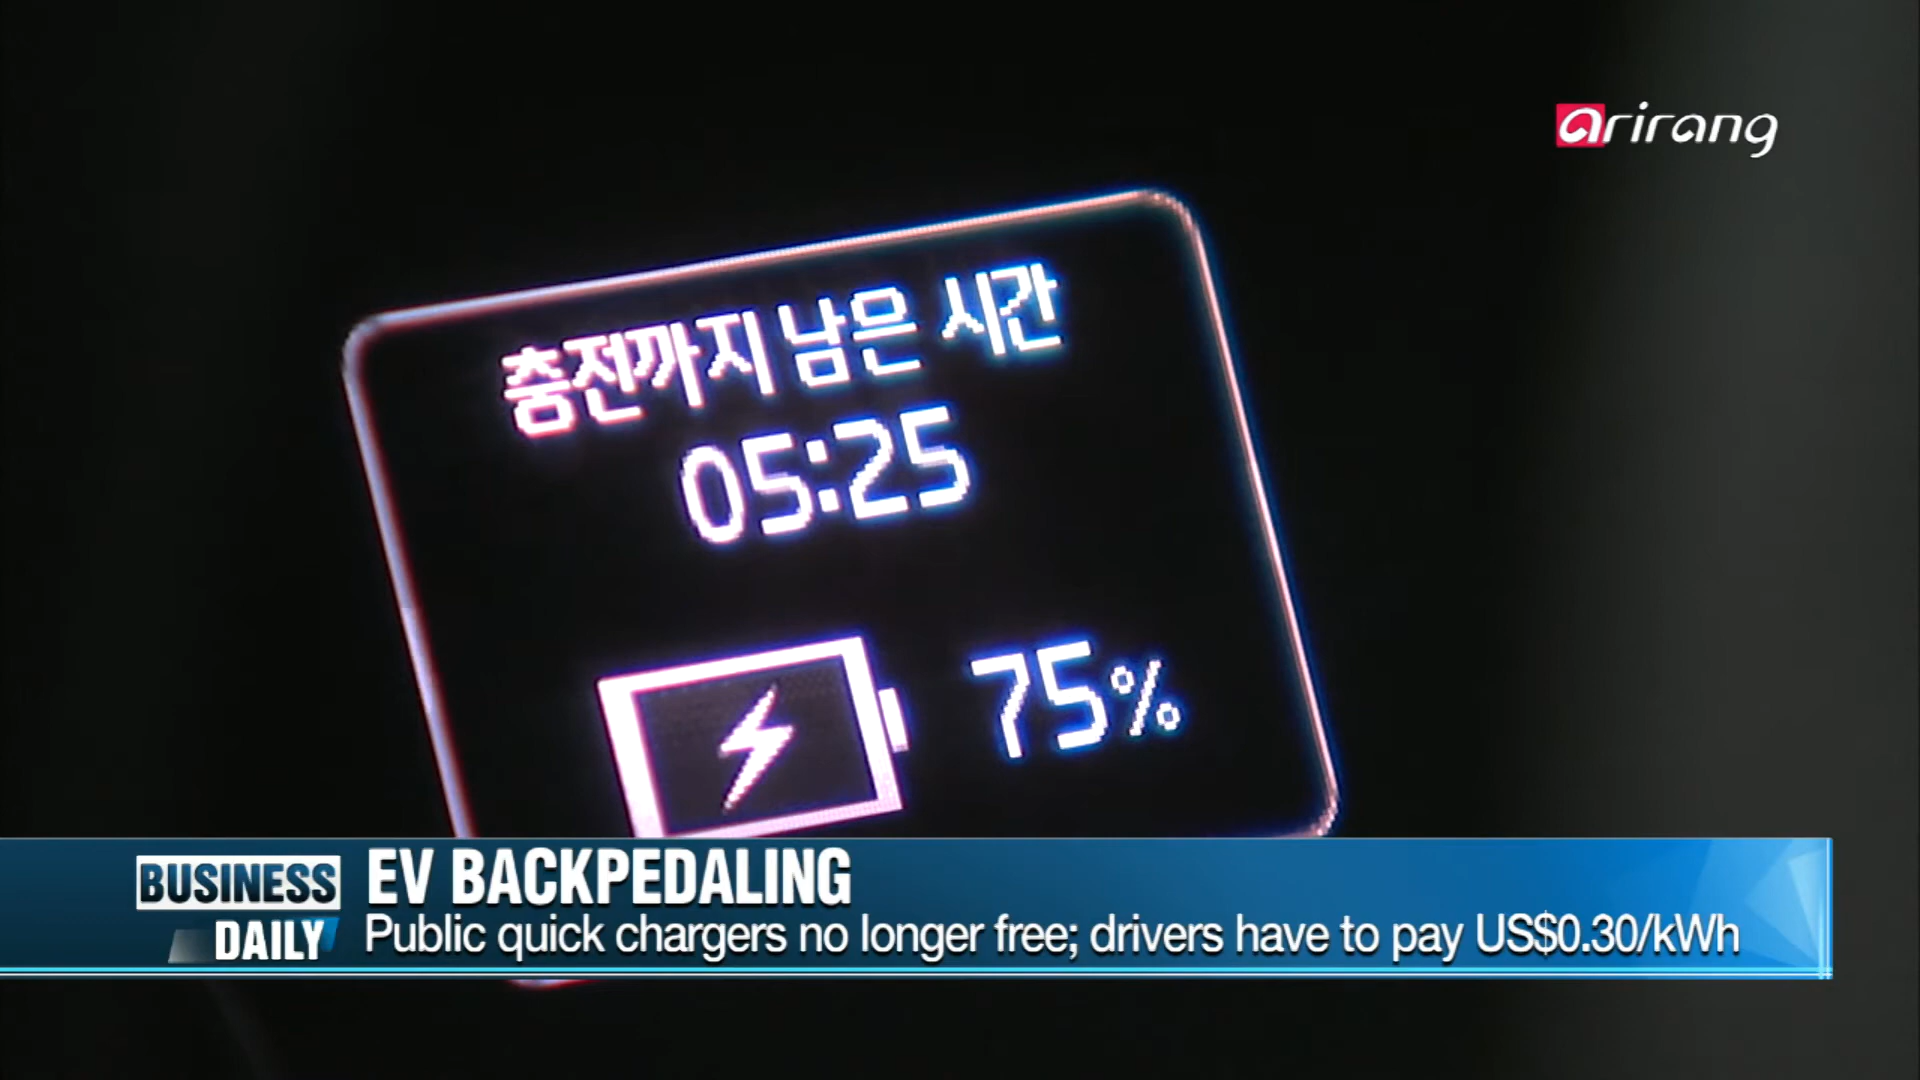 arirang
충전까지 남은 시간
05:25
75%
BUSINESS DAILY
EV BACKPEDALING
Public quick chargers no longer free; drivers have to pay US$0.30/kWh